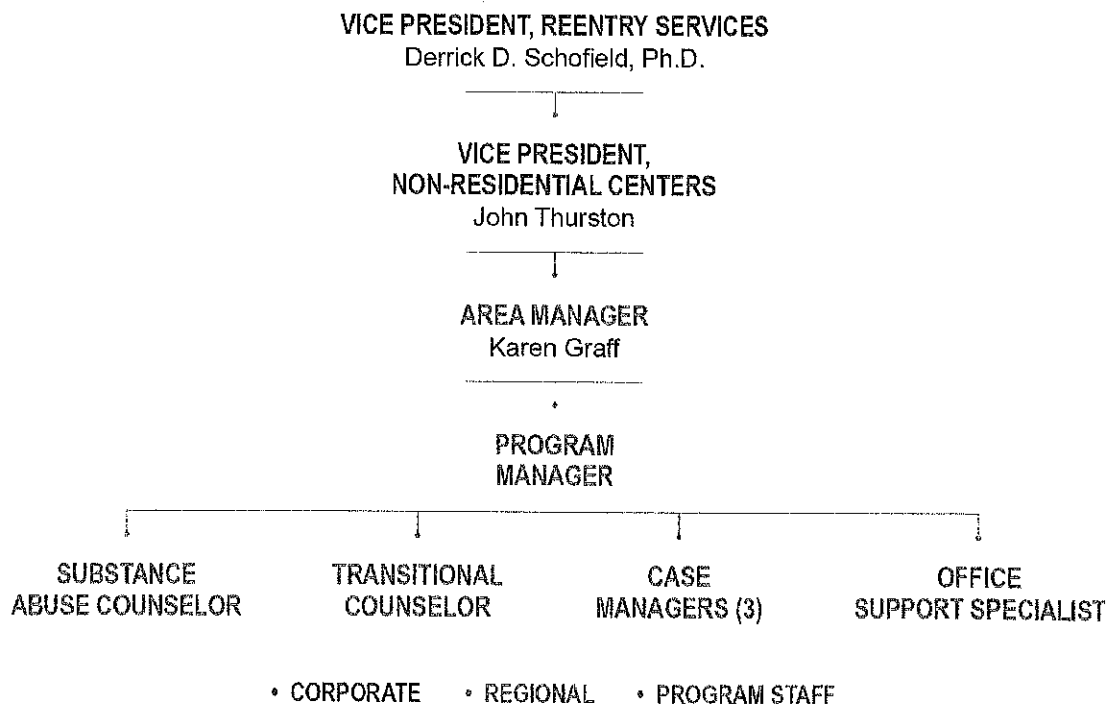 VICE PRESIDENT, REENTRY SERVICES
Derrick D. Schofield, Ph.D.
VICE PRESIDENT,
NON-RESIDENTIAL CENTERS
John Thurston
AREA MANAGER
Karen Graff
PROGRAM
MANAGER
SUBSTANCE
ABUSE COUNSELOR
TRANSITIONAL
COUNSELOR
CASE
MANAGERS (3)
OFFICE
SUPPORT SPECIALIST
• CORPORATE • REGIONAL • PROGRAM STAFF